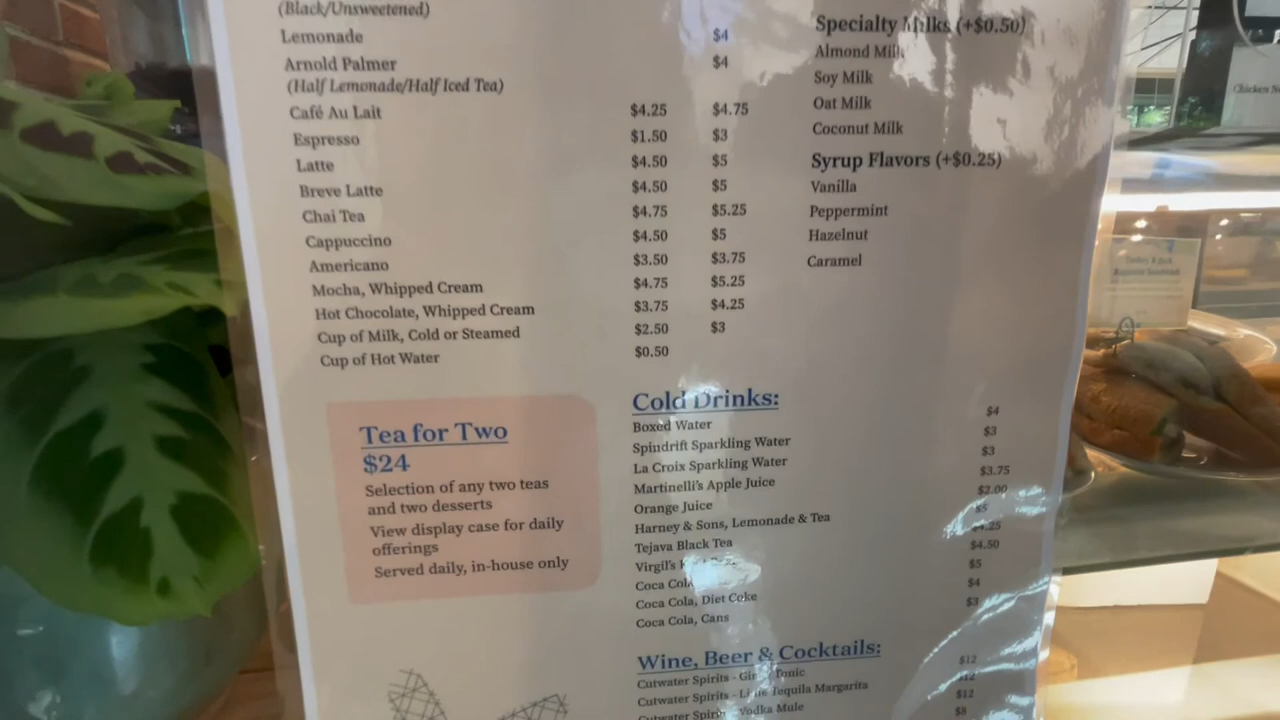 (Black/Unsweetened)
Lemonade $4
Arnold Palmer $4
(Half Lemonade/Half Iced Tea)
Café Au Lait $4.25 $4.75
Espresso $1.50 $3
Latte $4.50 $5
Breve Latte $4.50 $5
Chai Tea $4.75 $5.25
Cappuccino $4.50 $5
Americano $3.50 $3.75
Mocha, Whipped Cream $4.75 $5.25
Hot Chocolate, Whipped Cream $3.75 $4.25
Cup of Milk, Cold or Steamed $2.50 $3
Cup of Hot Water $0.50
Specialty Milks (+$0.50)
Almond Milk
Soy Milk
Oat Milk
Coconut Milk
Syrup Flavors (+$0.25)
Vanilla
Peppermint
Hazelnut
Caramel
Tea for Two
$24
Selection of any two teas
and two desserts
View display case for daily
offerings
Served daily, in-house only
Cold Drinks:
Boxed Water $4
Spindrift Sparkling Water $3
La Croix Sparkling Water $3
Martinelli's Apple Juice $3.75
Orange Juice $2.00
Harney & Sons, Lemonade & Tea $5
Tejava Black Tea $4.25
Virgil's $4.50
Coca Cola $5
Coca Cola, Diet Coke $4
Coca Cola, Cans $3
Wine, Beer & Cocktails:
Cutwater Spirits - Gin & Tonic $12
Cutwater Spirits - Lime Tequila Margarita $12
Cutwater Spirits - Vodka Mule $12
$8
Chicken